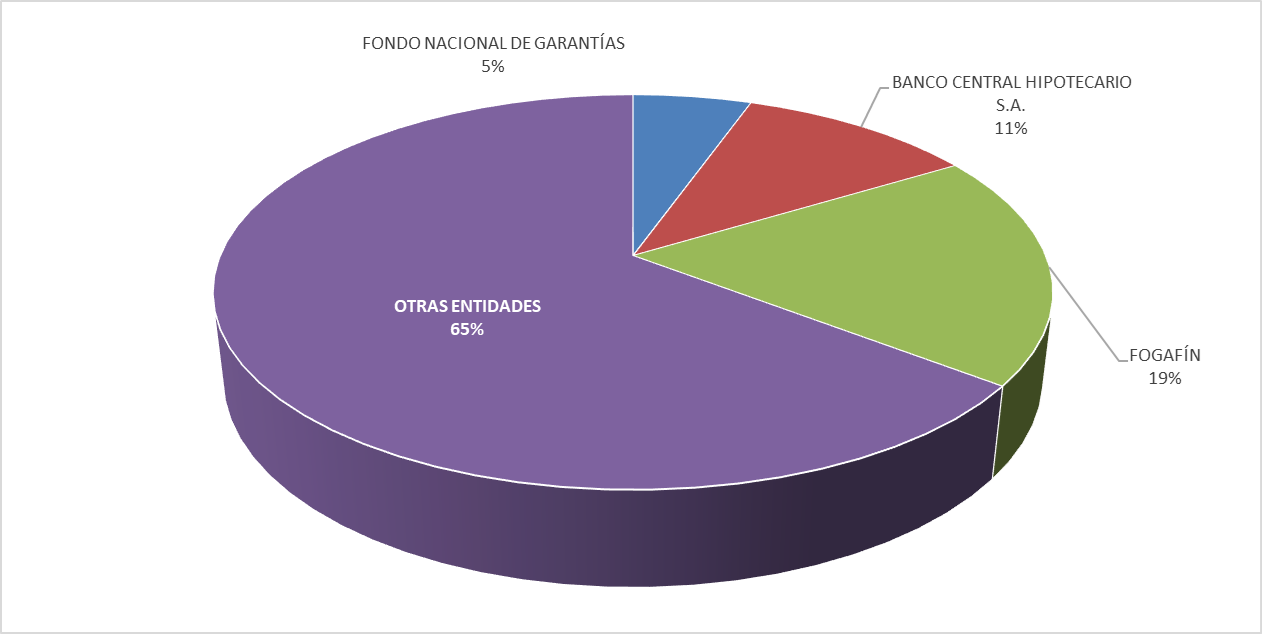 FONDO NACIONAL DE GARANTÍAS
5%
BANCO CENTRAL HIPOTECARIO
S.A.
11%
OTRAS ENTIDADES
65%
FOGAFÍN
19%